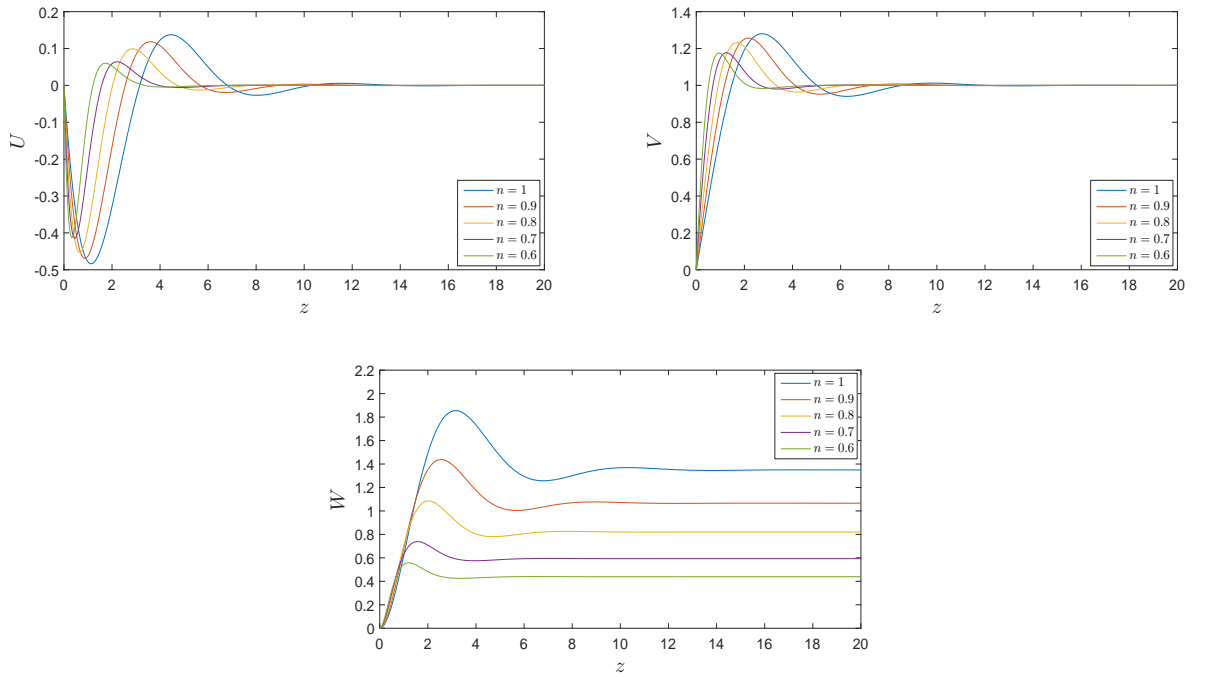 0.2
0.1
0
-0.1
-0.2
-0.3
-0.4
-0.5
U
0 2 4 6 8 10 12 14 16 18 20
z
n = 1
n = 0.9
n = 0.8
n = 0.7
n = 0.6
1.4
1.2
1
0.8
0.6
0.4
0.2
0
V
0 2 4 6 8 10 12 14 16 18 20
z
n = 1
n = 0.9
n = 0.8
n = 0.7
n = 0.6
2.2
2
1.8
1.6
1.4
1.2
1
0.8
0.6
0.4
0.2
0
W
0 2 4 6 8 10 12 14 16 18 20
z
n = 1
n = 0.9
n = 0.8
n = 0.7
n = 0.6